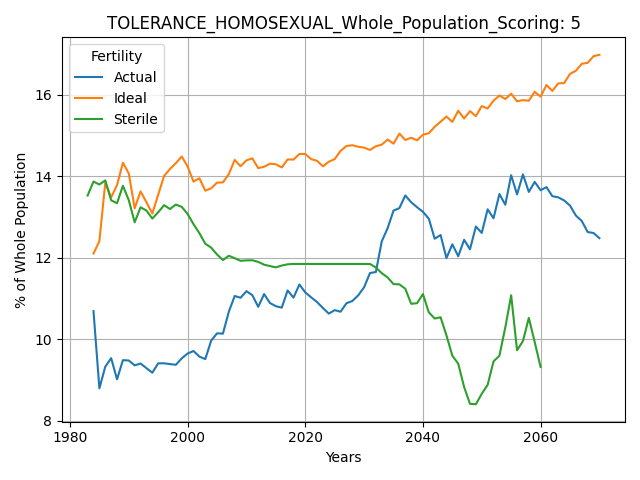 TOLERANCE_HOMOSEXUAL_Whole_Population_Scoring: 5
Fertility
Actual
Ideal
Sterile
% of Whole Population
16
14
12
10
8
1980 2000 2020 2040 2060
Years